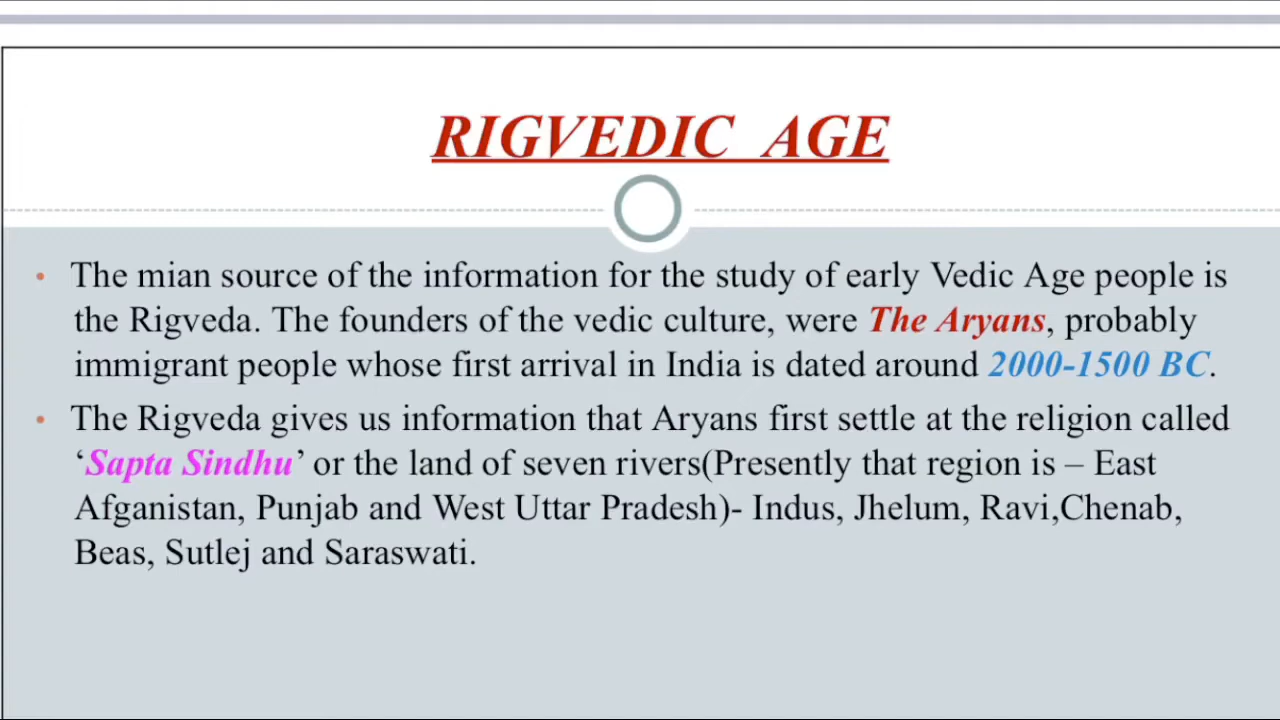 RIGVEDIC AGE
• The mian source of the information for the study of early Vedic Age people is
the Rigveda. The founders of the vedic culture, were The Aryans, probably
immigrant people whose first arrival in India is dated around 2000-1500 BC.
• The Rigveda gives us information that Aryans first settle at the religion called
‘Sapta Sindhu’ or the land of seven rivers(Presently that region is – East
Afganistan, Punjab and West Uttar Pradesh)- Indus, Jhelum, Ravi,Chenab,
Beas, Sutlej and Saraswati.